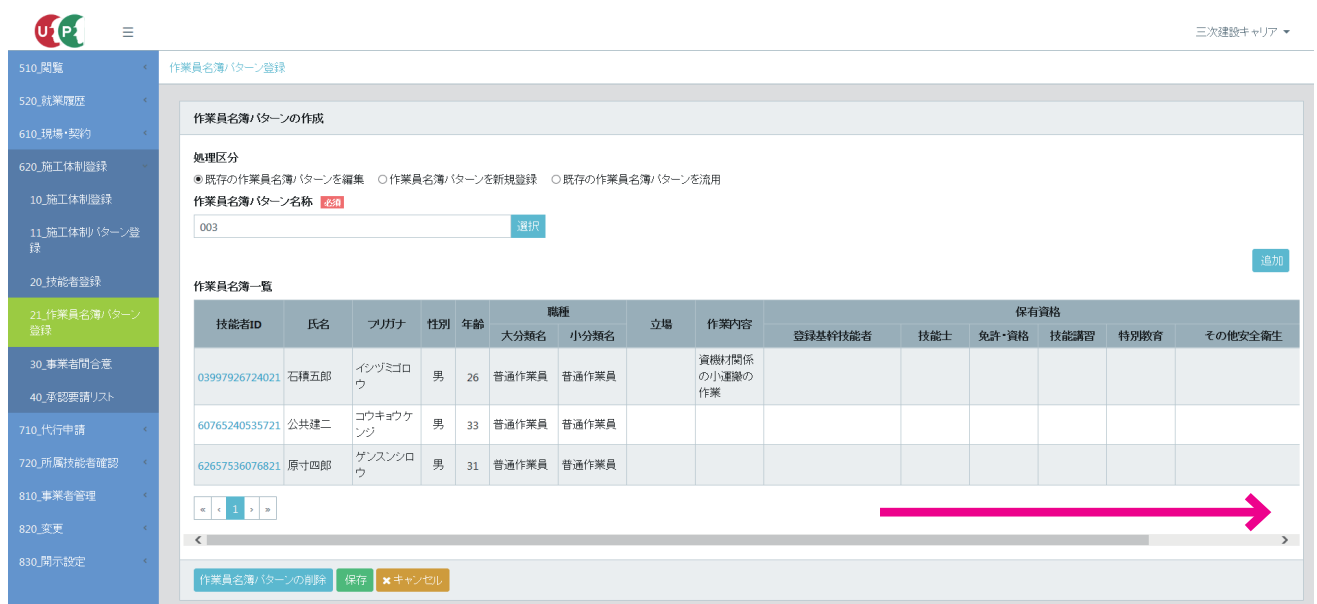 U P
三次建設キャリア
510_閲覧
520_就業履歴
610_現場・契約
620_施工体制登録
10_施工体制登録
11_施工体制パターン登
録
20_技能者登録
21_作業員名簿パターン
登録
30_事業者間合意
40_承認要請リスト
710_代行申請
720_所属技能者確認
810_事業者管理
820_変更
830_開示設定
作業員名簿パターン登録
作業員名簿パターンの作成
処理区分
既存の作業員名簿パターンを編集 作業員名簿パターンを新規登録 既存の作業員名簿パターンを流用
作業員名簿パターン名称 必須
003 選択
追加
作業員名簿一覧
技能者ID 氏名 フリガナ 性別 年齢 職種 立場 作業内容 保有資格
大分類名 小分類名 登録基幹技能者 技能士 免許・資格 技能講習 特別教育 その他安全衛生
03997926724021 石積五郎 イシヅミゴロ 男 26 普通作業員 普通作業員 資機材関係
ウ の小運搬の
作業
60765240535721 公共建二 コウキョウケ 男 33 普通作業員 普通作業員
ンジ
62657536076821 原寸四郎 ゲンスンシロ 男 31 普通作業員 普通作業員
ウ
« ‹ 1 › »
作業員名簿パターンの削除 保存 ✖キャンセル